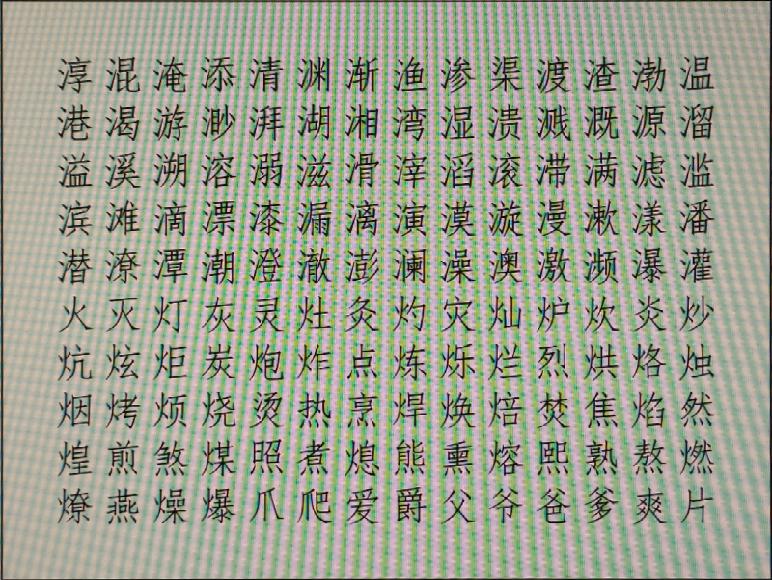 淳混淹添清渊渐渔渗渠渡渣渤温
港渴游渺湃湖湘湾湿溃溅溉源溜
溢溪溯溶溺滋滑滓滔滚滞满滤滥
滨滩滴漂漆漏漓演漠漩漫漱漾潘
潜潦潭潮澄澈澎澜澡澳激濒瀑灌
火灭灯灰灵灶灸灼灾灿炉炊炎炒
炕炫炬炭炮炸点炼烁烂烈烘烙烛
烟烤烦烧烫热烹焊焕焙焚焦焰然
煌煎煞煤照煮熄熊熏熔熙熟熬燃
燎燕燥爆爪爬爱爵父爷爸爹爽片